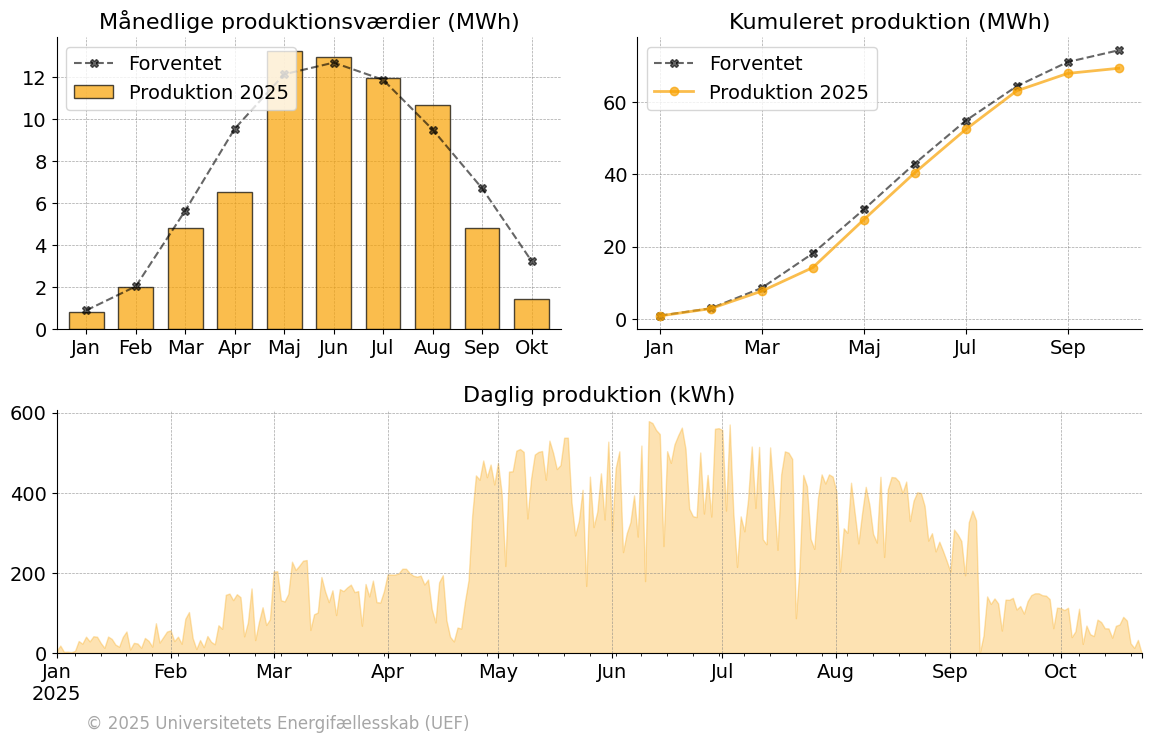 Månedlige produktionsværdier (MWh)
Forventet
Produktion 2025
12
10
8
6
4
2
0
Jan Feb Mar Apr Maj Jun Jul Aug Sep Okt
Kumuleret produktion (MWh)
Forventet
Produktion 2025
60
40
20
0
Jan Mar Maj Jul Sep
Daglig produktion (kWh)
600
400
200
0
Jan Feb Mar Apr May Jun Jul Aug Sep Oct
2025
© 2025 Universitetets Energifællesskab (UEF)